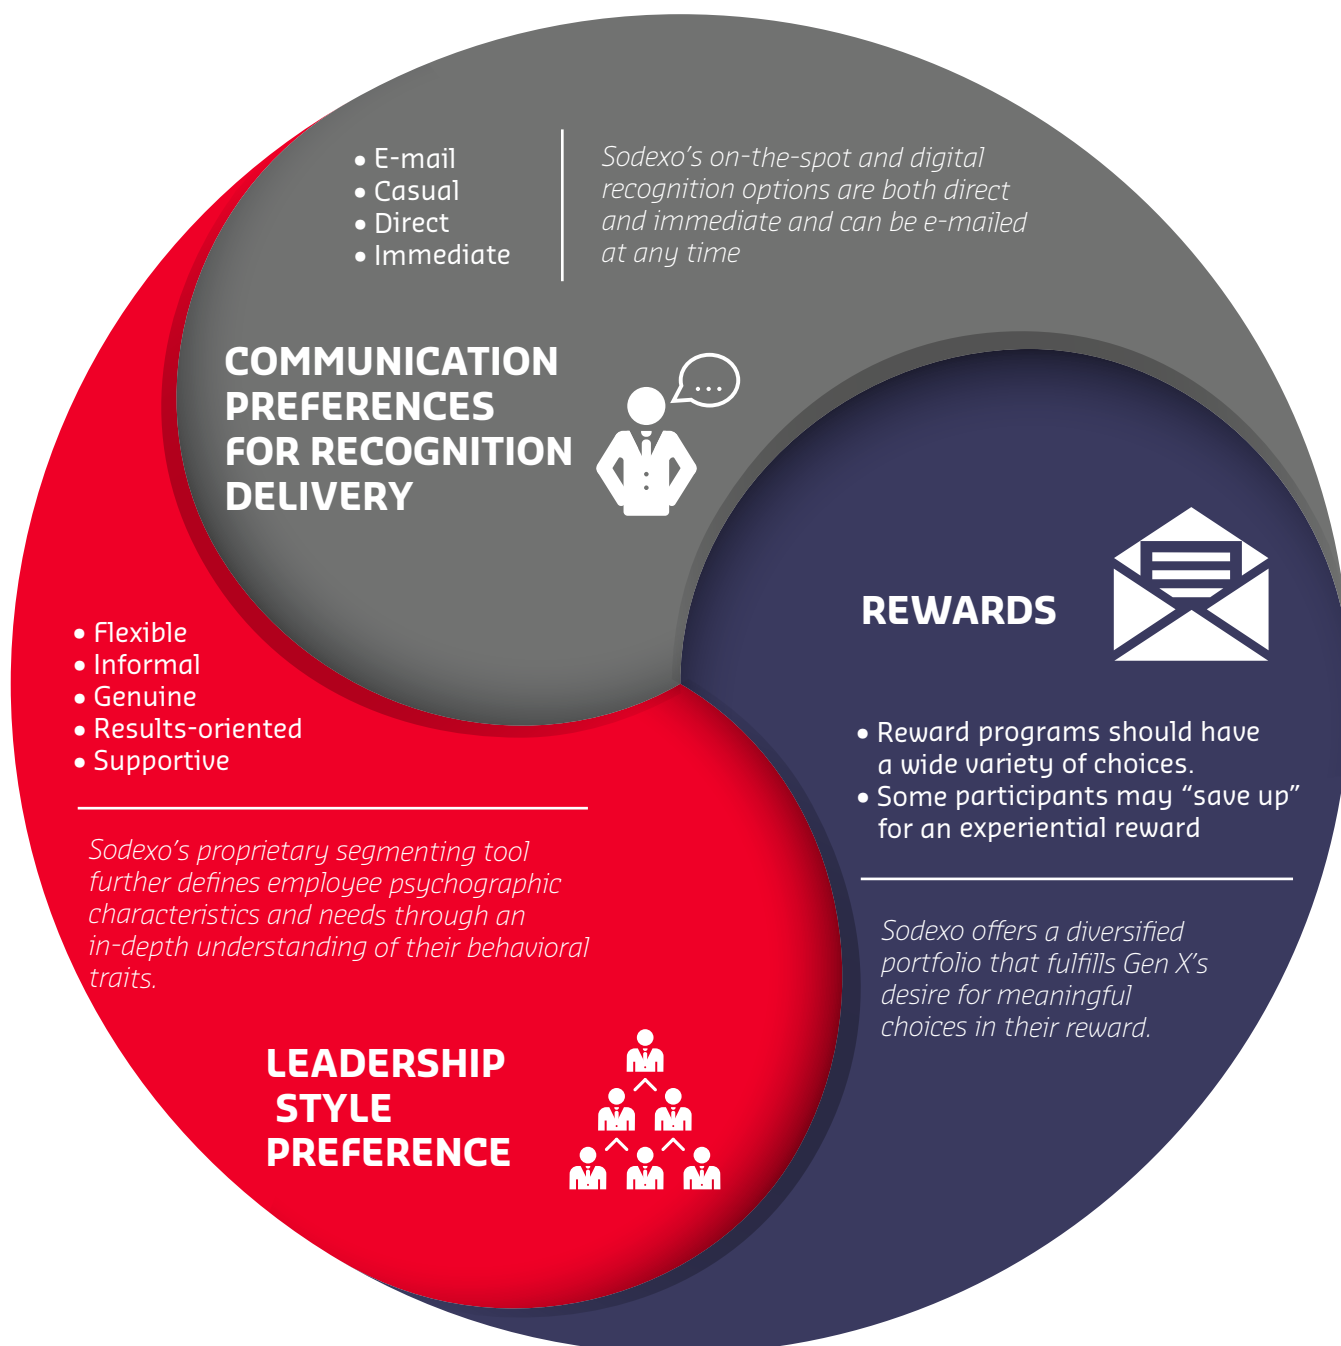 • E-mail
• Casual
• Direct
• Immediate
Sodexo's on-the-spot and digital
recognition options are both direct
and immediate and can be e-mailed
at any time
COMMUNICATION
PREFERENCES
FOR RECOGNITION
DELIVERY
• Flexible
• Informal
• Genuine
• Results-oriented
• Supportive
Sodexo's proprietary segmenting tool
further defines employee psychographic
characteristics and needs through an
in-depth understanding of their behavioral
traits.
LEADERSHIP
STYLE
PREFERENCE
REWARDS
• Reward programs should have
a wide variety of choices.
• Some participants may “save up”
for an experiential reward
Sodexo offers a diversified
portfolio that fulfills Gen X's
desire for meaningful
choices in their reward.